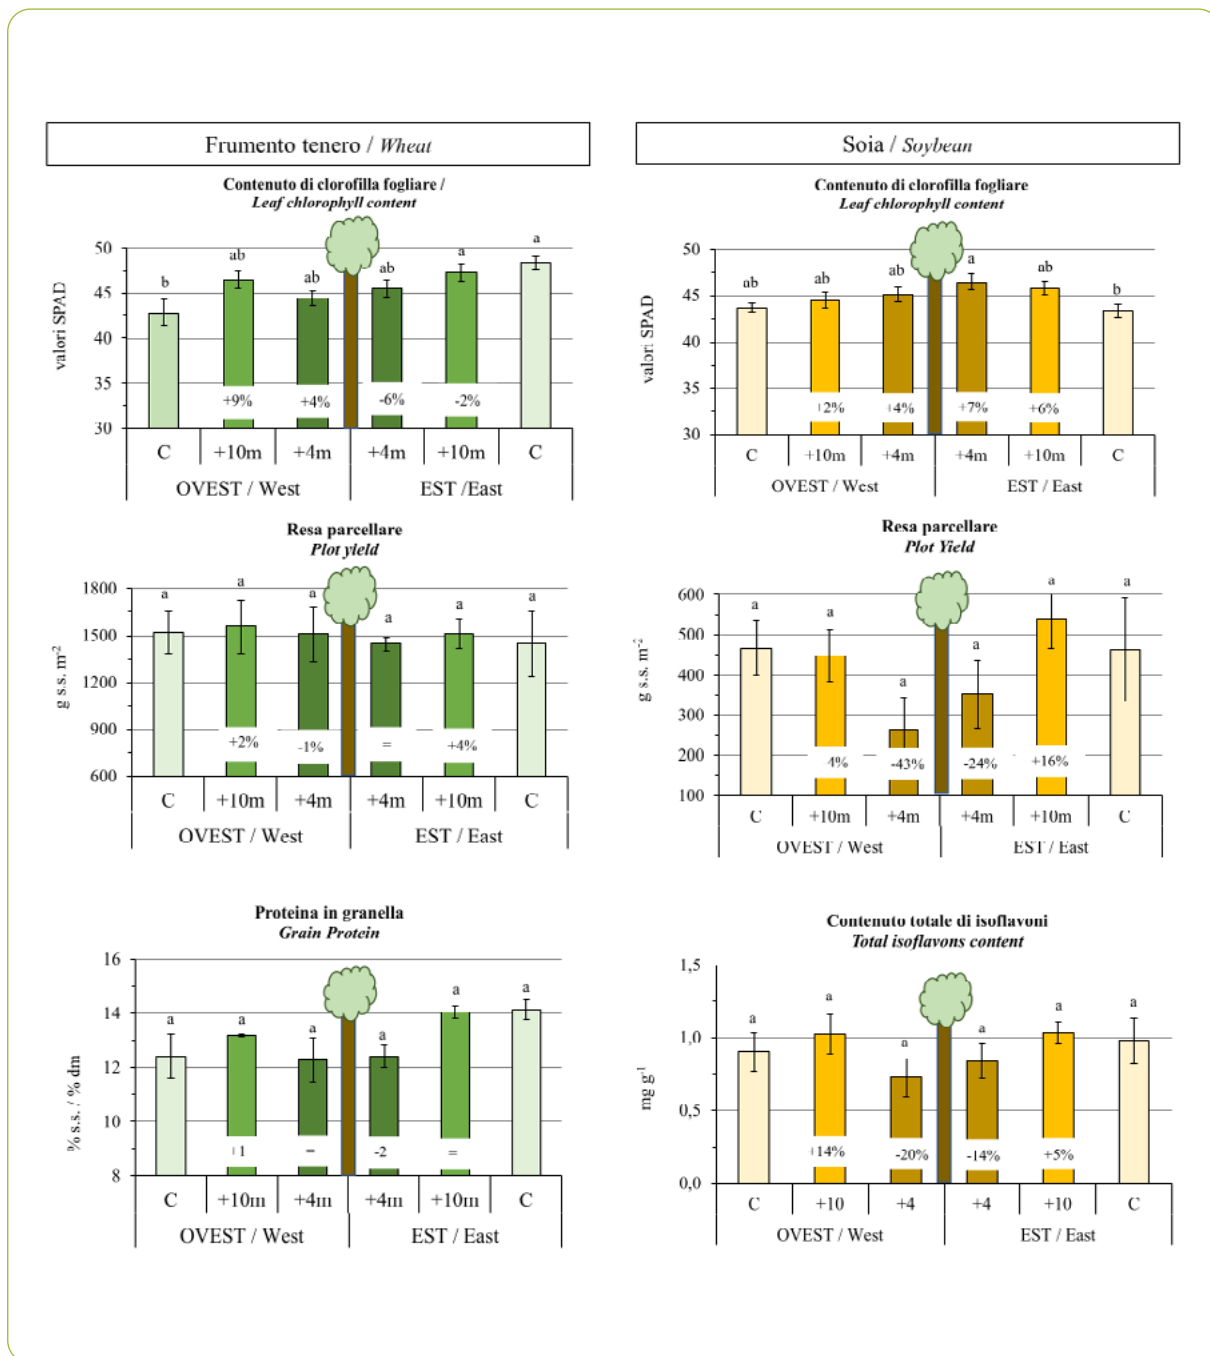 Frumento tenero / Wheat
Contenuto di clorofilla fogliare /
Leaf chlorophyll content
valori SPAD
50
45
40
35
30
b
ab
ab
ab
a
a
+9%
+4%
-6%
-2%
C
+10m
+4m
+4m
+10m
C
OVEST / West
EST /East
Resa parcellare
Plot yield
g s.s. m-2
1800
1500
1200
900
600
a
a
a
a
a
a
+2%
-1%
=
+4%
C
+10m
+4m
+4m
+10m
C
OVEST / West
EST / East
Proteina in granella
Grain Protein
% s.s. / % dm
16
14
12
10
8
a
a
a
a
a
a
+1
=
-2
=
C
+10m
+4m
+4m
+10m
C
OVEST / West
EST / East
Soia / Soybean
Contenuto di clorofilla fogliare
Leaf chlorophyll content
valori SPAD
50
45
40
35
30
ab
ab
ab
a
ab
b
+2%
+4%
+7%
+6%
C
+10m
+4m
+4m
+10m
C
OVEST / West
EST / East
Resa parcellare
Plot Yield
g s.s. m-2
600
500
400
300
200
100
a
a
a
a
a
a
4%
-43%
-24%
+16%
C
+10m
+4m
+4m
+10m
C
OVEST / West
EST / East
Contenuto totale di isoflavoni
Total isoflavons content
mg g-1
1,5
1,0
0,5
0,0
a
a
a
a
a
a
+14%
-20%
-14%
+5%
C
+10
+4
+4
+10
C
OVEST / West
EST / East